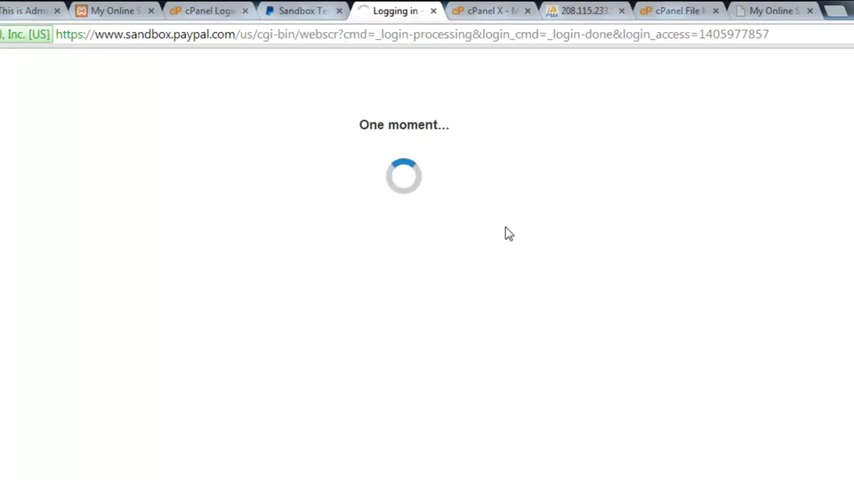 This is Adm
My Online S
cPanel Log
Sandbox Te
Logging in -
cPanel X - M
208.115.233
cPanel File M
My Online S
, Inc. [US] https://www.sandbox.paypal.com/us/cgi-bin/webscr?cmd=_login-processing&login_cmd=_login-done&login_access=1405977857
One moment...